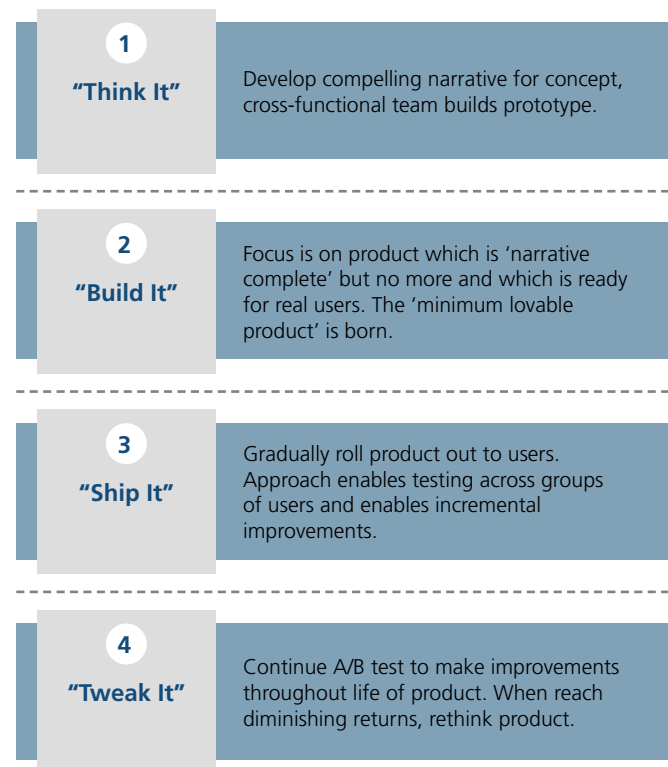 1
“Think It”
Develop compelling narrative for concept,
cross-functional team builds prototype.
2
“Build It”
Focus is on product which is ‘narrative
complete’ but no more and which is ready
for real users. The ‘minimum lovable
product’ is born.
3
“Ship It”
Gradually roll product out to users.
Approach enables testing across groups
of users and enables incremental
improvements.
4
“Tweak It”
Continue A/B test to make improvements
throughout life of product. When reach
diminishing returns, rethink product.